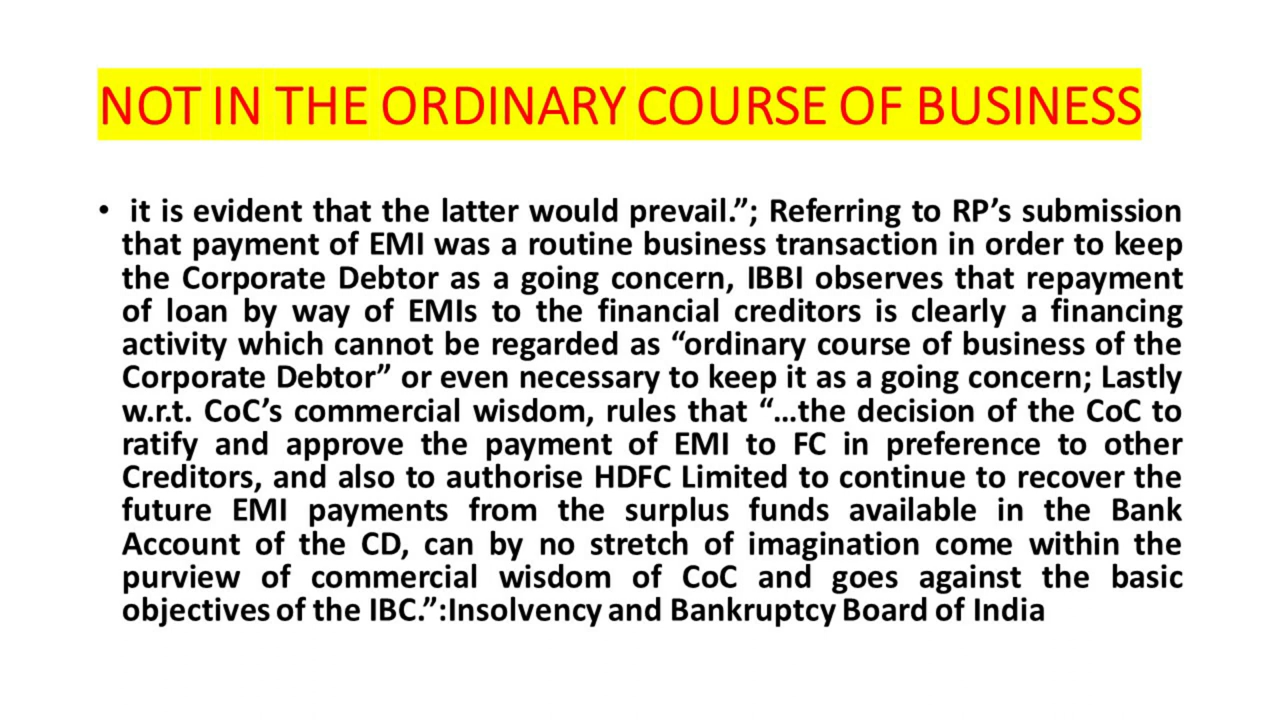 NOT IN THE ORDINARY COURSE OF BUSINESS
• it is evident that the latter would prevail.”; Referring to RP’s submission
that payment of EMI was a routine business transaction in order to keep
the Corporate Debtor as a going concern, IBBI observes that repayment
of loan by way of EMIs to the financial creditors is clearly a financing
activity which cannot be regarded as “ordinary course of business of the
Corporate Debtor” or even necessary to keep it as a going concern; Lastly
w.r.t. CoC’s commercial wisdom, rules that “…the decision of the CoC to
ratify and approve the payment of EMI to FC in preference to other
Creditors, and also to authorise HDFC Limited to continue to recover the
future EMI payments from the surplus funds available in the Bank
Account of the CD, can by no stretch of imagination come within the
purview of commercial wisdom of CoC and goes against the basic
objectives of the IBC.”:Insolvency and Bankruptcy Board of India